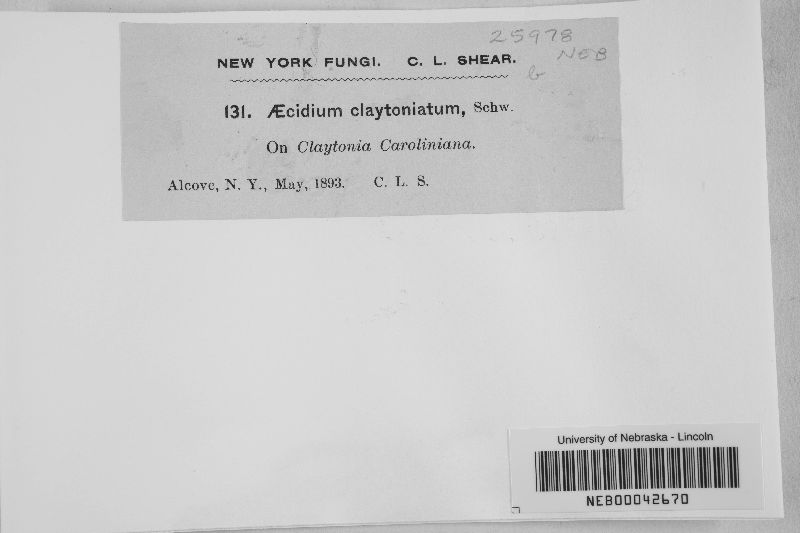 25978
NEB
b
NEW YORK FUNGI. C. L. SHEAR.
131. Æcidium claytoniatum, Schw.
On Claytonia Caroliniana.
Alcove, N. Y., May, 1893. C. L. S.
University of Nebraska - Lincoln
NEB00042670